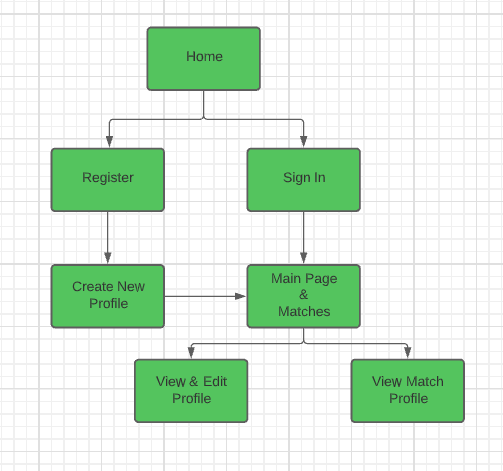 Home
Register
Sign In
Create New
Profile
Main Page
&
Matches
View & Edit
Profile
View Match
Profile